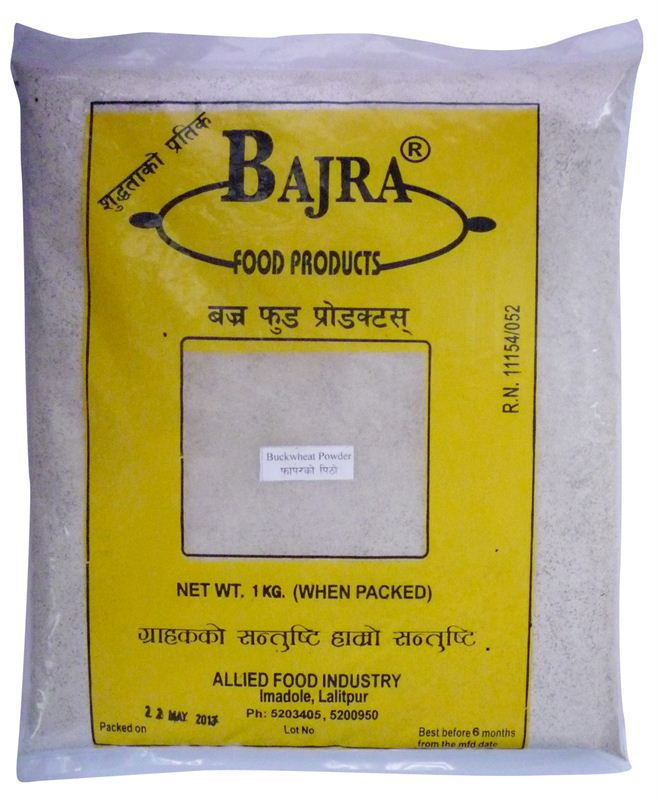 शुद्धताको प्रतिक
BAJRA®
FOOD PRODUCTS
बज्र फुड प्रोडक्टस्
R.N. 11154/052
Buckwheat Powder
फापरको पिठो
NET WT. 1 KG. (WHEN PACKED)
ग्राहकको सन्तुष्टि हाम्रो सन्तुष्टि
ALLIED FOOD INDUSTRY
Imadole, Lalitpur
Ph: 5203405, 5200950
Packed on 22 MAY
Lot No
Best before 6 months
from the mfd date